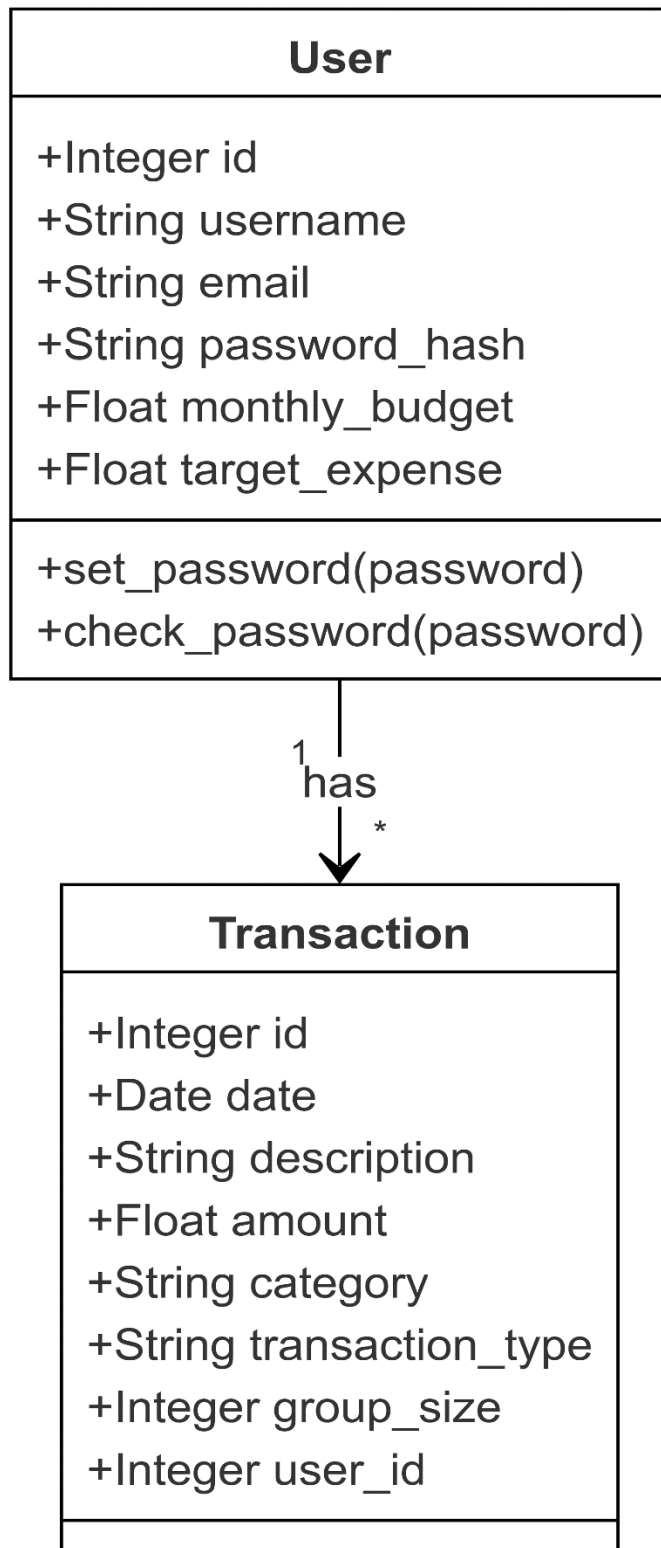 User
+Integer id
+String username
+String email
+String password_hash
+Float monthly_budget
+Float target_expense
+set_password(password)
+check_password(password)
1
has
*
Transaction
+Integer id
+Date date
+String description
+Float amount
+String category
+String transaction_type
+Integer group_size
+Integer user_id